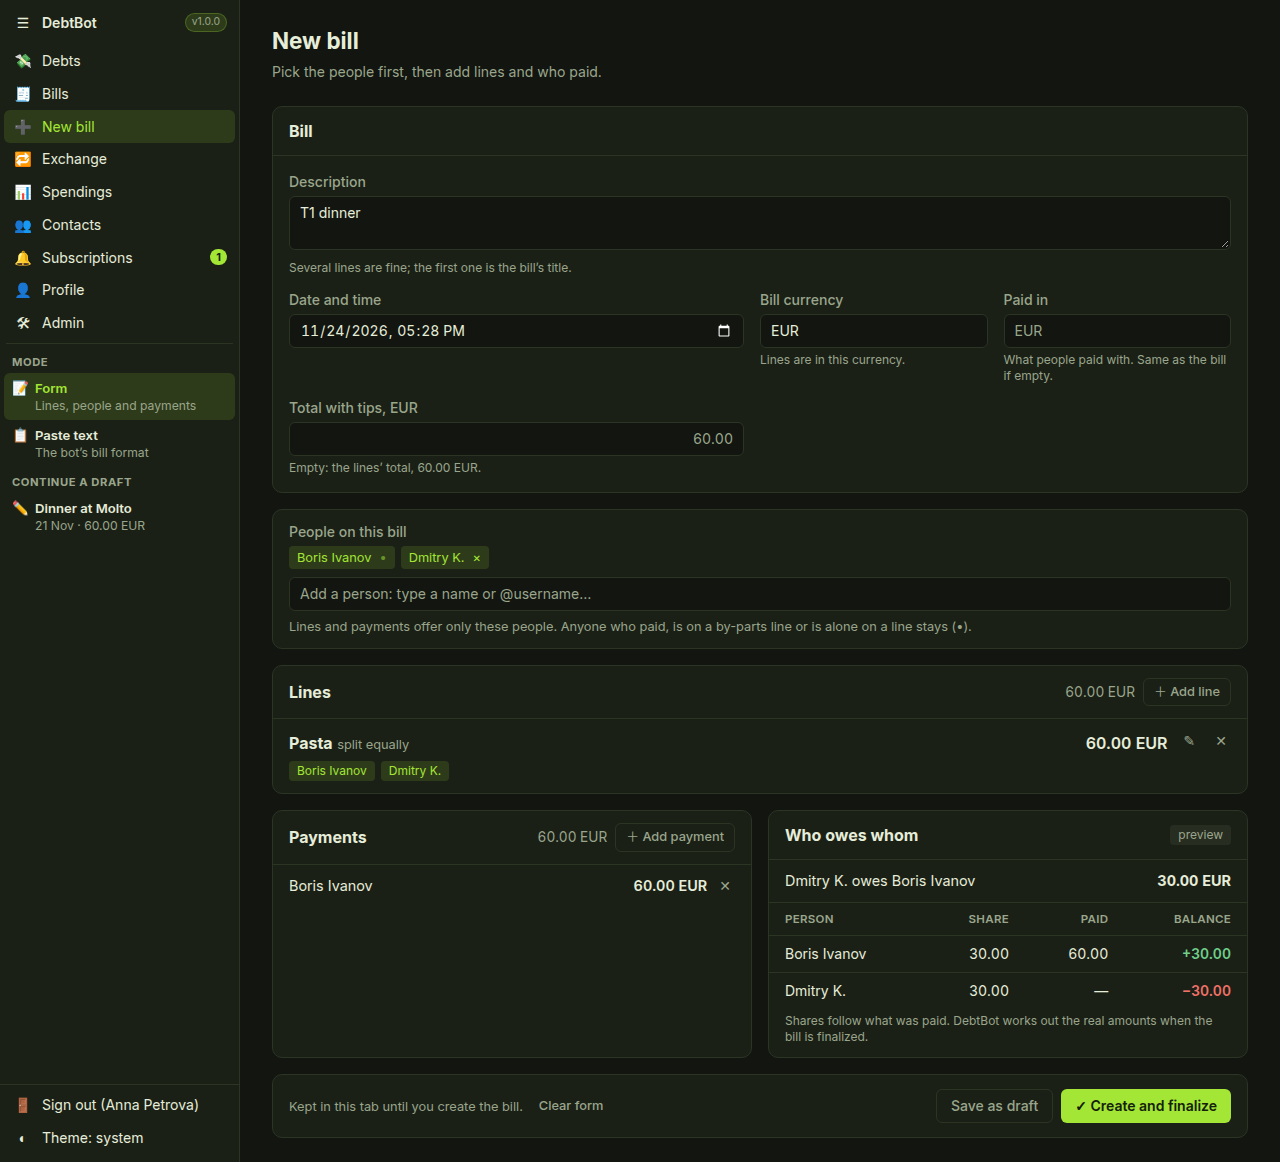 ☰ DebtBot v1.0.0
Debts
Bills
New bill
Exchange
Spendings
Contacts
Subscriptions 1
Profile
Admin
MODE
Form
Lines, people and payments
Paste text
The bot’s bill format
CONTINUE A DRAFT
Dinner at Molto
21 Nov · 60.00 EUR
Sign out (Anna Petrova)
Theme: system
New bill
Pick the people first, then add lines and who paid.
Bill
Description
T1 dinner
Several lines are fine; the first one is the bill’s title.
Date and time
11/24/2026, 05:28 PM
Bill currency
EUR
Lines are in this currency.
Paid in
EUR
What people paid with. Same as the bill
if empty.
Total with tips, EUR
60.00
Empty: the lines’ total, 60.00 EUR.
People on this bill
Boris Ivanov • Dmitry K. ×
Add a person: type a name or @username…
Lines and payments offer only these people. Anyone who paid, is on a by-parts line or is alone on a line stays (•).
Lines 60.00 EUR + Add line
Pasta split equally 60.00 EUR ✎ ✕
Boris Ivanov Dmitry K.
Payments 60.00 EUR + Add payment
Boris Ivanov 60.00 EUR ✕
Who owes whom preview
Dmitry K. owes Boris Ivanov 30.00 EUR
PERSON SHARE PAID BALANCE
Boris Ivanov 30.00 60.00 +30.00
Dmitry K. 30.00 — −30.00
Shares follow what was paid. DebtBot works out the real amounts when the
bill is finalized.
Kept in this tab until you create the bill. Clear form Save as draft ✓ Create and finalize